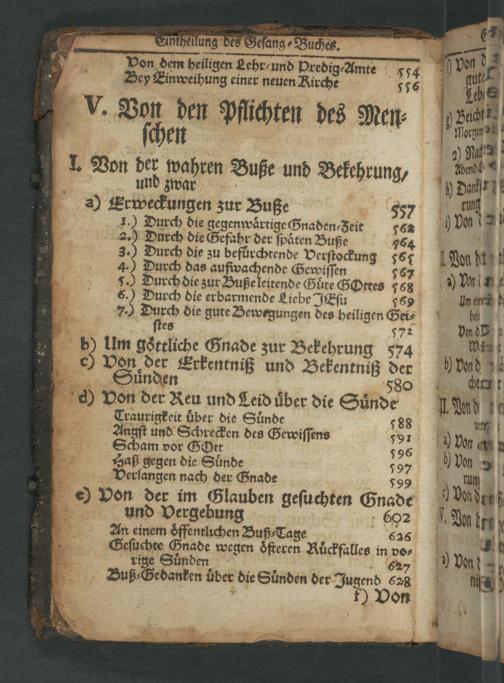 Eintheilung des Gesang-Buches.
Von dem heiligen Lehr- und Predig-Amte 554
Bey Einweihung einer neuen Kirche 556
V. Von den Pflichten des Men-
schen
I. Von der wahren Buße und Bekehrung,
und zwar
a) Erweckungen zur Buße 557
1.) Durch die gegenwärtige Gnaden-Zeit 562
2.) Durch die Gefahr der späten Buße 564
3.) Durch die zu befürchtende Verstockung 565
4.) Durch das aufwachende Gewissen 567
5.) Durch die zur Buße leitende Güte GOttes 568
6.) Durch die erbarmende Liebe JEsu 569
7.) Durch die gute Bewegungen des heiligen Gei-
stes 572
b) Um göttliche Gnade zur Bekehrung 574
c) Von der Erkentniß und Bekentniß der
Sünden 580
d) Von der Reu und Leid über die Sünde
Traurigkeit über die Sünde 588
Angst und Schrecken des Gewissens 591
Scham vor GOtt 596
Haß gegen die Sünde 597
Verlangen nach der Gnade 599
e) Von der im Glauben gesuchten Gnade
und Vergebung 602
An einem öffentlichen Buß-Tage 626
Gesuchte Gnade wegen öfteren Rückfalles in vo-
rige Sünden 627
Buß-Gedanken über die Sünden der Jugend 628
f) Von